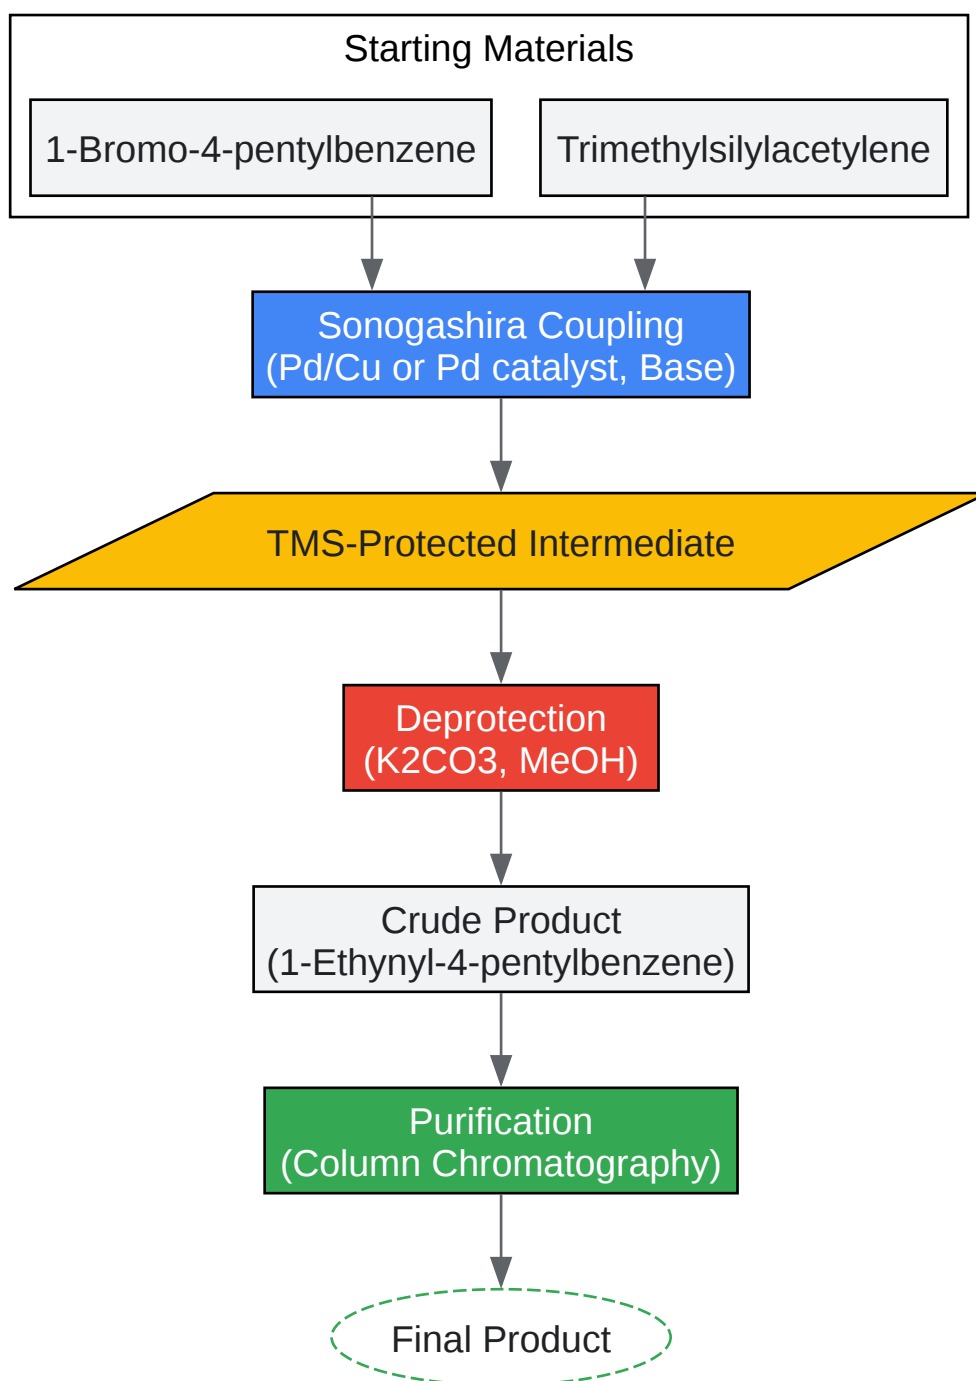 Starting Materials
1-Bromo-4-pentylbenzene
Trimethylsilylacetylene
Sonogashira Coupling
(Pd/Cu or Pd catalyst, Base)
TMS-Protected Intermediate
Deprotection
(K2CO3, MeOH)
Crude Product
(1-Ethynyl-4-pentylbenzene)
Purification
(Column Chromatography)
Final Product